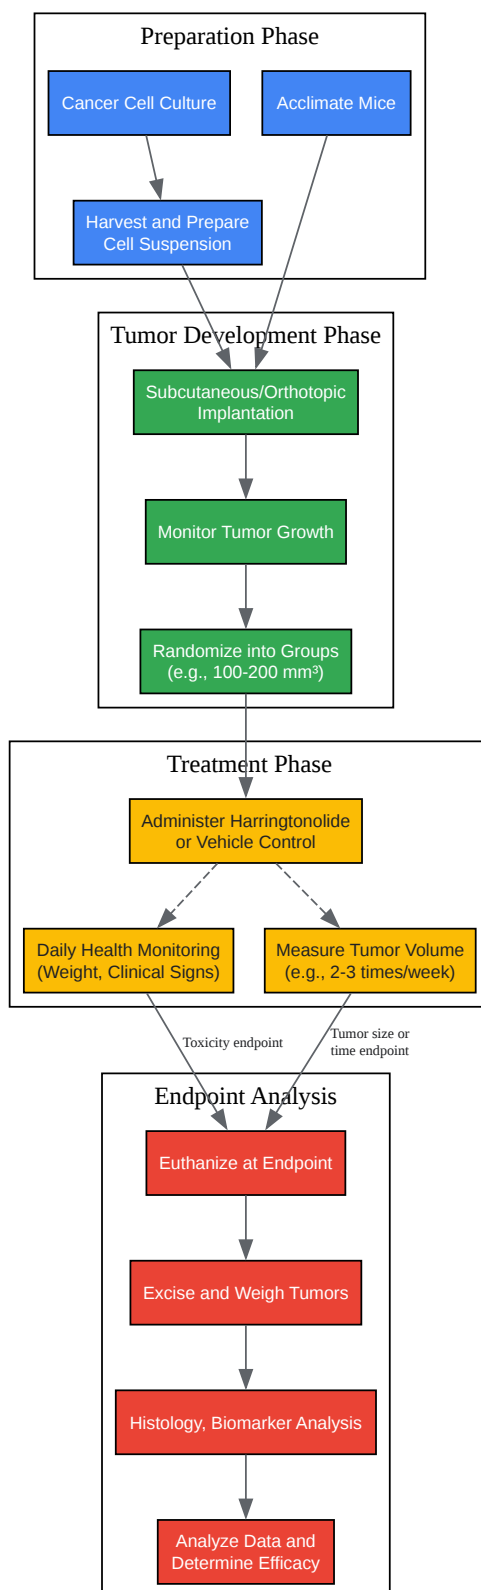 Preparation Phase
Cancer Cell Culture
Acclimate Mice
Harvest and Prepare
Cell Suspension
Tumor Development Phase
Subcutaneous/Orthotopic
Implantation
Monitor Tumor Growth
Randomize into Groups
(e.g., 100-200 mm³)
Treatment Phase
Administer Harringtonolide
or Vehicle Control
Daily Health Monitoring
(Weight, Clinical Signs)
Measure Tumor Volume
(e.g., 2-3 times/week)
Toxicity endpoint
Tumor size or
time endpoint
Endpoint Analysis
Euthanize at Endpoint
Excise and Weigh Tumors
Histology, Biomarker Analysis
Analyze Data and
Determine Efficacy